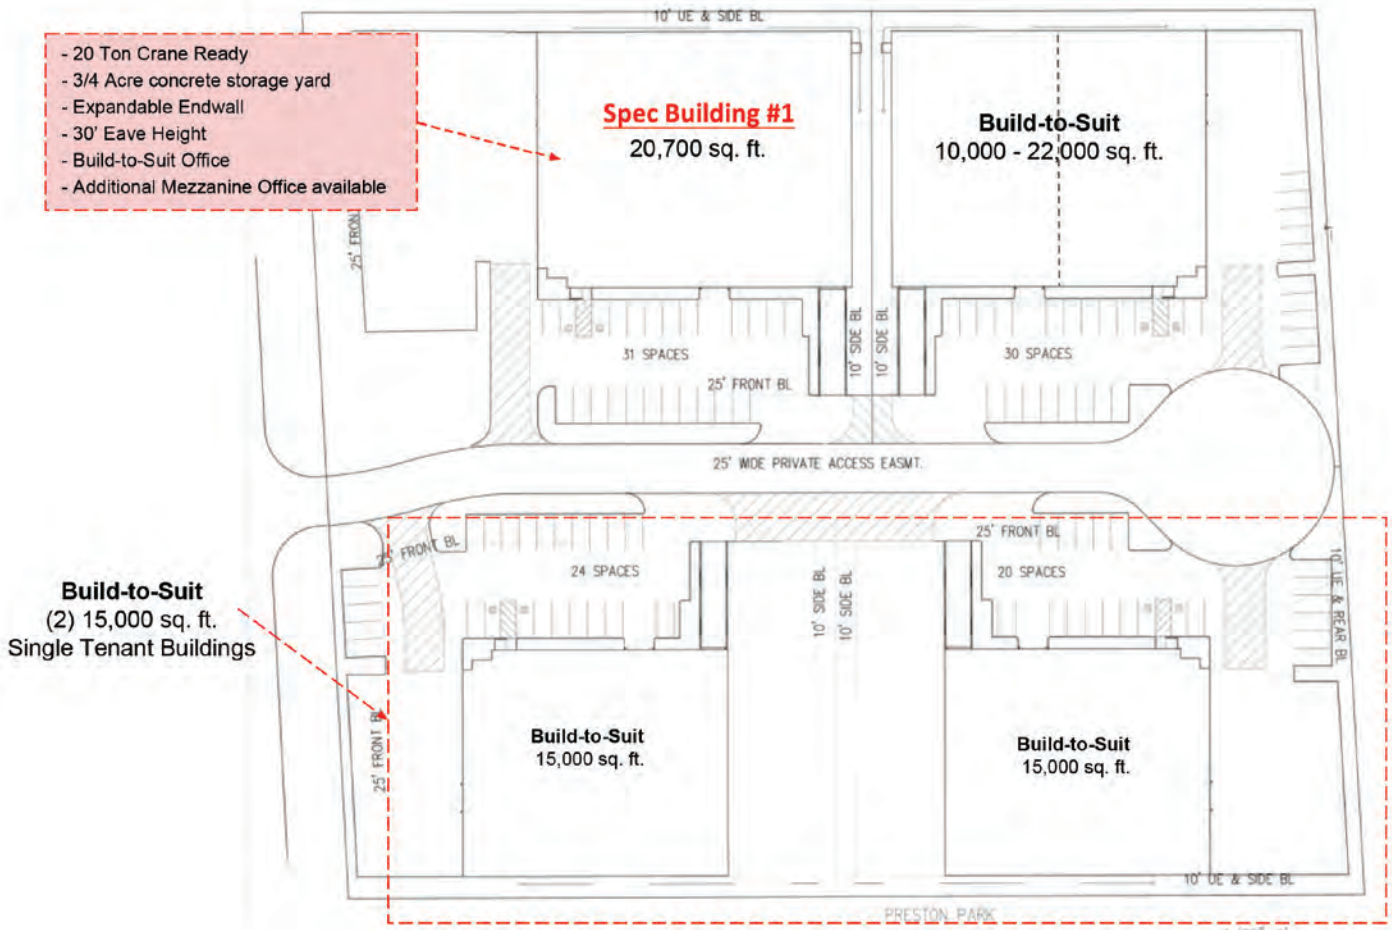 10' UE & SIDE BL
- 20 Ton Crane Ready
- 3/4 Acre concrete storage yard
- Expandable Endwall
- 30' Eave Height
- Build-to-Suit Office
- Additional Mezzanine Office available
Spec Building #1
20,700 sq. ft.
Build-to-Suit
10,000 - 22,000 sq. ft.
25' FRONT
31 SPACES
10' SIDE BL
10' SIDE BL
30 SPACES
25' FRONT BL
25' WIDE PRIVATE ACCESS EASMT.
25' FRONT BL
25' FRONT BL
24 SPACES
20 SPACES
10' SIDE BL
10' SIDE BL
10' UE & REAR BL
Build-to-Suit
(2) 15,000 sq. ft.
Single Tenant Buildings
25' FRONT BL
Build-to-Suit
15,000 sq. ft.
Build-to-Suit
15,000 sq. ft.
10' UE & SIDE BL
PRESTON PARK